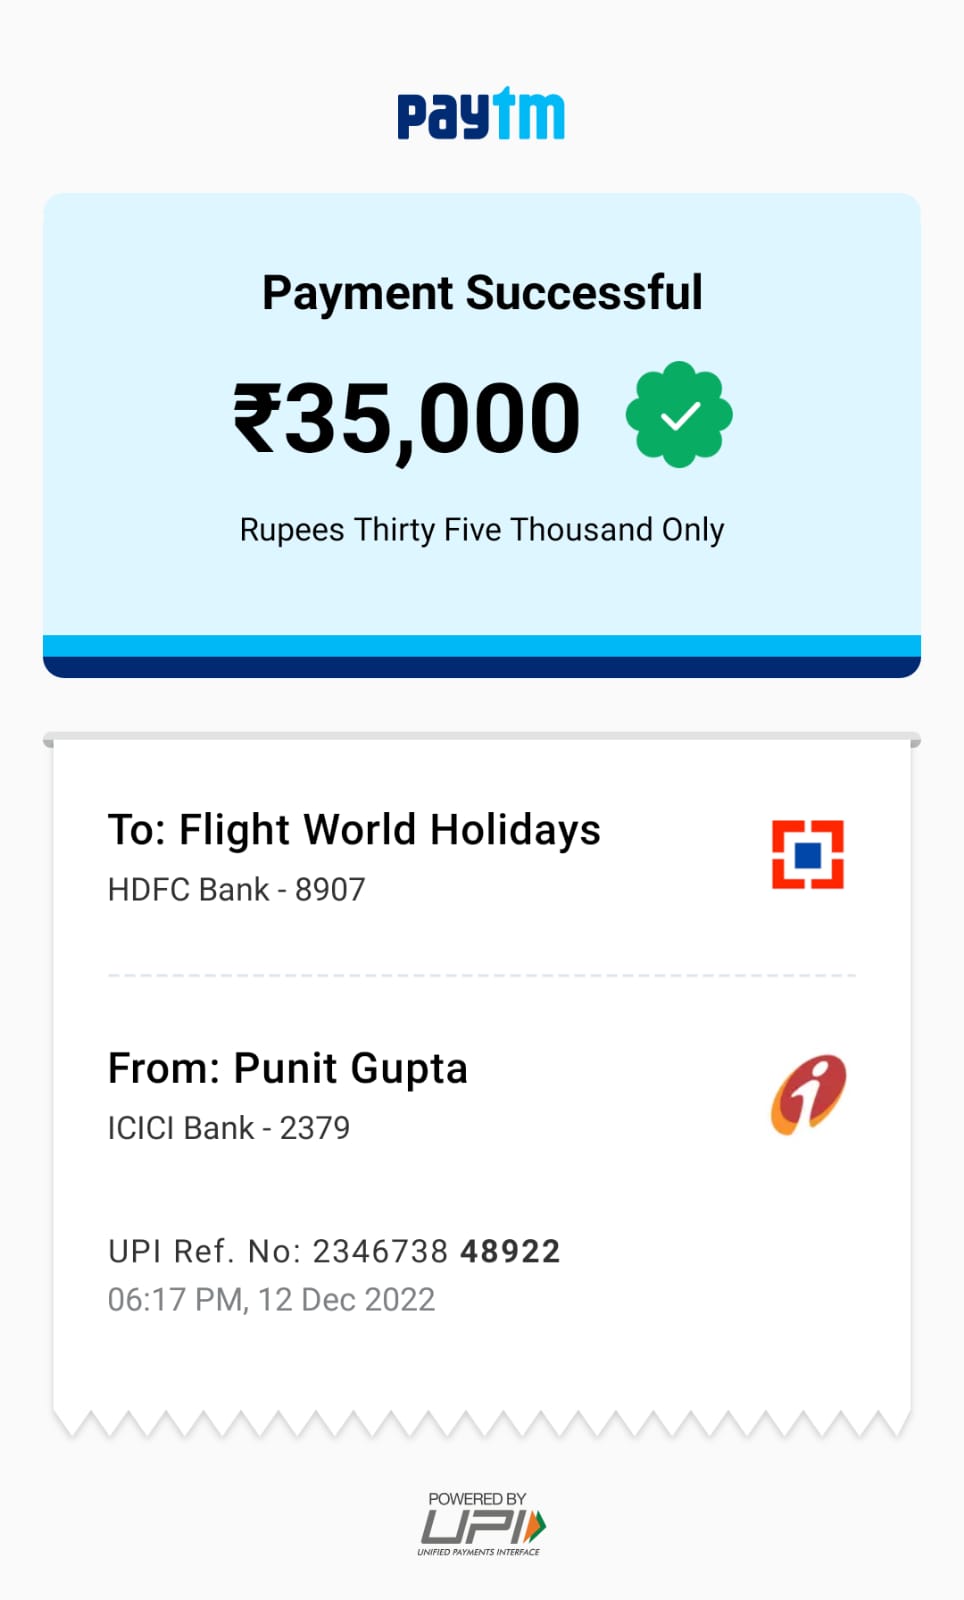 paytm
Payment Successful
₹35,000
Rupees Thirty Five Thousand Only
To: Flight World Holidays
HDFC Bank - 8907
From: Punit Gupta
ICICI Bank - 2379
UPI Ref. No: 2346738 48922
06:17 PM, 12 Dec 2022
POWERED BY
UPI
UNIFIED PAYMENTS INTERFACE